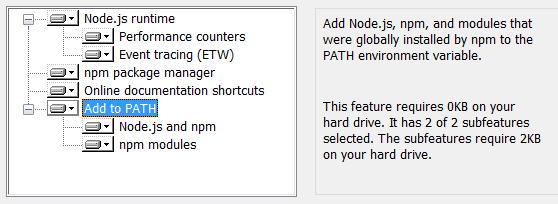 Node.js runtime
Performance counters
Event tracing (ETW)
npm package manager
Online documentation shortcuts
Add to PATH
Node.js and npm
npm modules
Add Node.js, npm, and modules that
were globally installed by npm to the
PATH environment variable.
This feature requires 0KB on your
hard drive. It has 2 of 2 subfeatures
selected. The subfeatures require 2KB
on your hard drive.